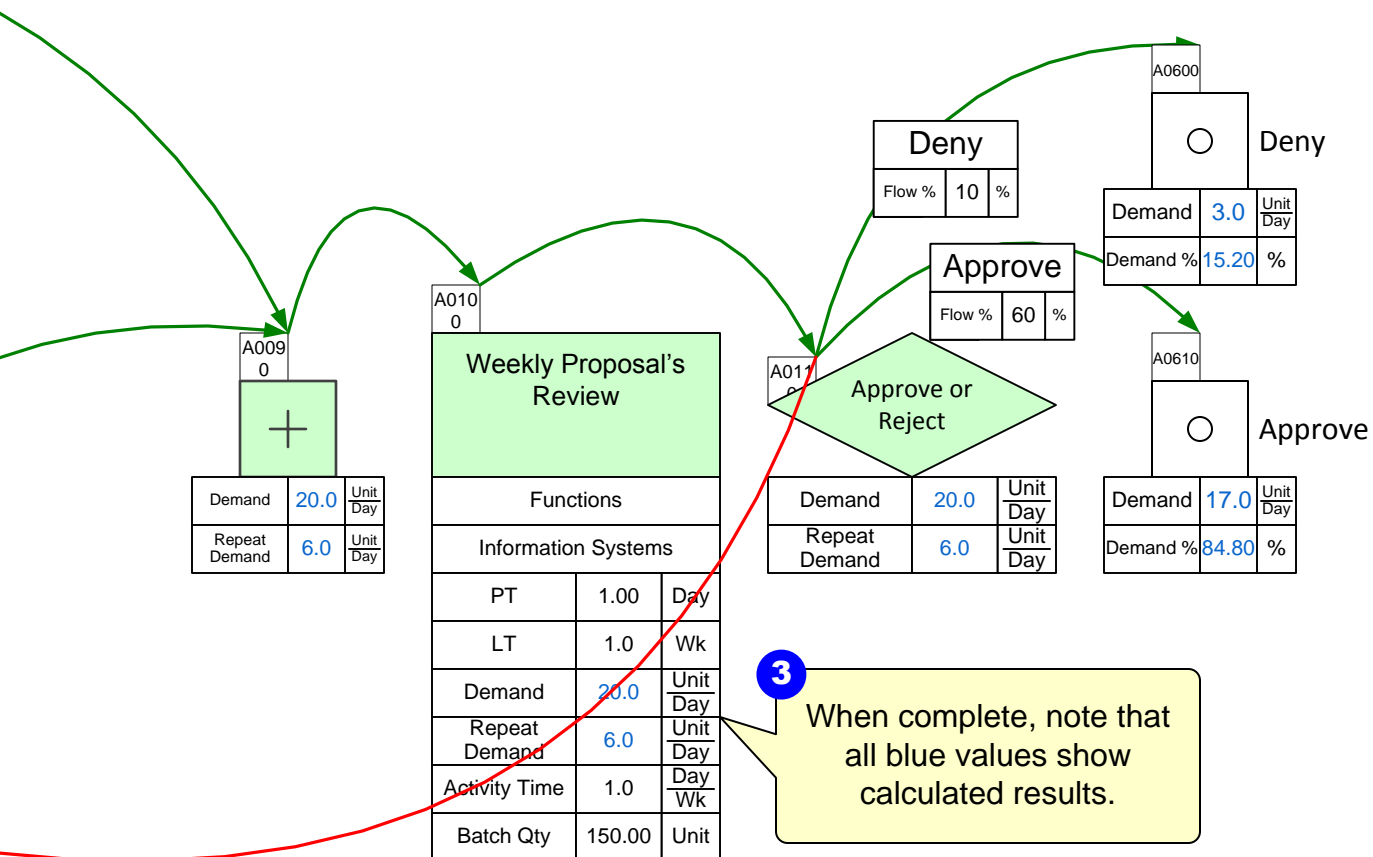 A0600
Deny
Deny
Flow % 10 %
Demand 3.0 Unit
Day
Demand % 15.20 %
Approve
Flow % 60 %
A010
0
A009
0
Weekly Proposal's
Review
A011
Approve or
Reject
A0610
Approve
Demand 20.0 Unit
Day
Repeat
Demand 6.0 Unit
Day
Functions
Information Systems
PT 1.00 Day
LT 1.0 Wk
Demand 20.0 Unit
Day
Repeat
Demand 6.0 Unit
Day
Activity Time 1.0 Day
Wk
Batch Qty 150.00 Unit
Demand 20.0 Unit
Day
Repeat
Demand 6.0 Unit
Day
Demand 17.0 Unit
Day
Demand % 84.80 %
3
When complete, note that
all blue values show
calculated results.